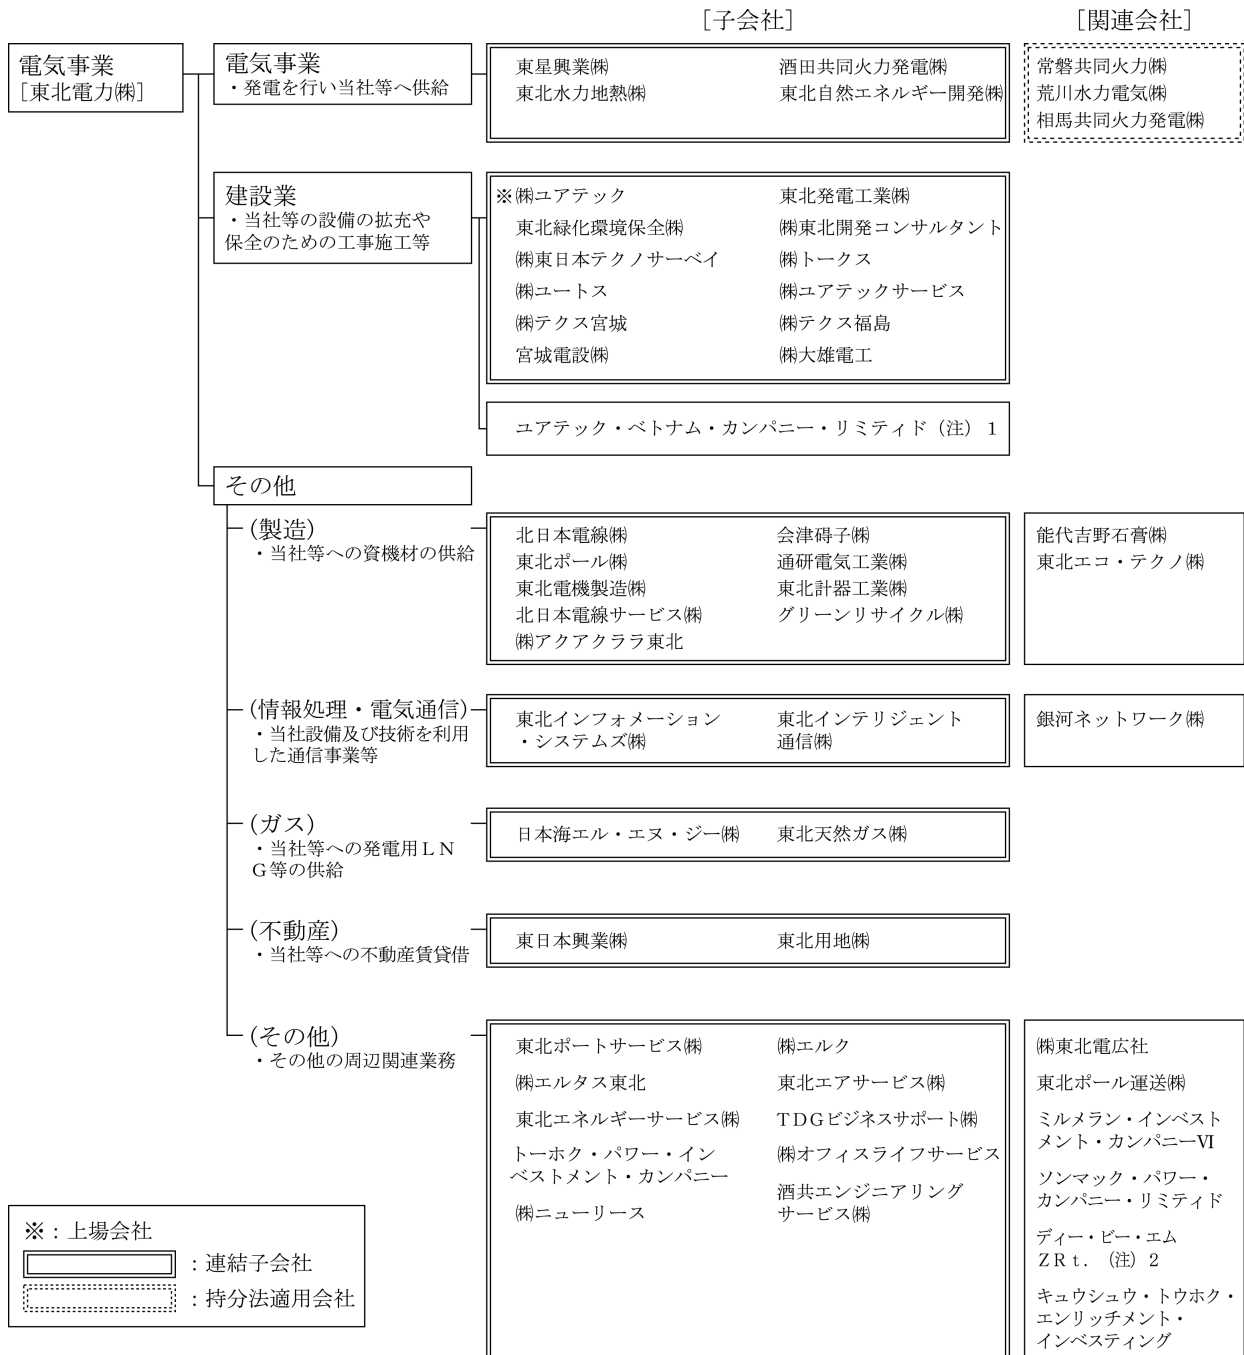 [子会社]
[関連会社]
電気事業
[東北電力㈱]
電気事業
・発電を行い当社等へ供給
東星興業㈱
酒田共同火力発電㈱
東北水力地熱㈱
東北自然エネルギー開発㈱
常磐共同火力㈱
荒川水力電気㈱
相馬共同火力発電㈱
建設業
・当社等の設備の拡充や
保全のための工事施工等
※㈱ユアテック
東北発電工業㈱
東北緑化環境保全㈱
㈱東北開発コンサルタント
㈱東日本テクノサーベイ
㈱トークス
㈱ユートス
㈱ユアテックサービス
㈱テクス宮城
㈱テクス福島
宮城電設㈱
㈱大雄電工
ユアテック・ベトナム・カンパニー・リミティド（注）１
その他
(製造)
・当社等への資機材の供給
北日本電線㈱
会津碍子㈱
東北ポール㈱
通研電気工業㈱
東北電機製造㈱
東北計器工業㈱
北日本電線サービス㈱
グリーンリサイクル㈱
㈱アクアクララ東北
能代吉野石膏㈱
東北エコ・テクノ㈱
(情報処理・電気通信)
・当社設備及び技術を利用
した通信事業等
東北インフォメーション
・システムズ㈱
東北インテリジェント
通信㈱
銀河ネットワーク㈱
(ガス)
・当社等への発電用ＬＮ
Ｇ等の供給
日本海エル・エヌ・ジー㈱
東北天然ガス㈱
(不動産)
・当社等への不動産賃貸借
東日本興業㈱
東北用地㈱
(その他)
・その他の周辺関連業務
東北ポートサービス㈱
㈱エルク
㈱エルタス東北
東北エアサービス㈱
東北エネルギーサービス㈱
ＴＤＧビジネスサポート㈱
トーホク・パワー・イン
ベストメント・カンパニー
㈱オフィスライフサービス
㈱ニューリース
酒共エンジニアリング
サービス㈱
㈱東北電広社
東北ポール運送㈱
ミルメラン・インベスト
メント・カンパニーⅥ
ソンマック・パワー・
カンパニー・リミティド
ディー・ビー・エム
ＺＲｔ．（注）２
キュウシュウ・トウホク・
エンリッチメント・
インベスティング
※：上場会社
：連結子会社
：持分法適用会社